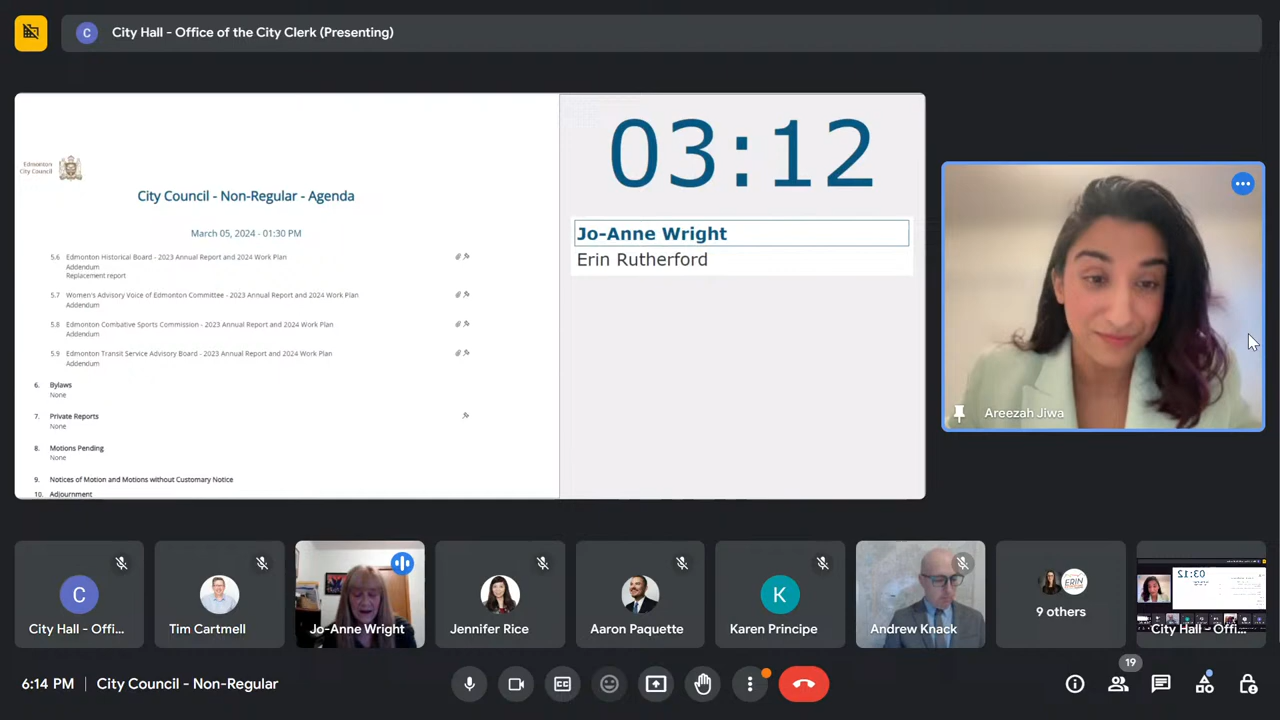 C
City Hall - Office of the City Clerk (Presenting)
Edmonton
City Council
City Council - Non-Regular - Agenda
March 05, 2024 - 01:30 PM
5.6 Edmonton Historical Board - 2023 Annual Report and 2024 Work Plan
Addendum
Replacement report
5.7 Women's Advisory Voice of Edmonton Committee - 2023 Annual Report and 2024 Work Plan
Addendum
5.8 Edmonton Combative Sports Commission - 2023 Annual Report and 2024 Work Plan
Addendum
5.9 Edmonton Transit Service Advisory Board - 2023 Annual Report and 2024 Work Plan
Addendum
6. Bylaws
None
7. Private Reports
None
8. Motions Pending
None
9. Notices of Motion and Motions without Customary Notice
10. Adjournment
03:12
Jo-Anne Wright
Erin Rutherford
Areezah Jiwa
C
City Hall - Offi...
Tim Cartmell
Jo-Anne Wright
Jennifer Rice
Aaron Paquette
K
Karen Principe
Andrew Knack
ERIN
9 others
03:12
City Hall - Offi...
6:14 PM | City Council - Non-Regular
19